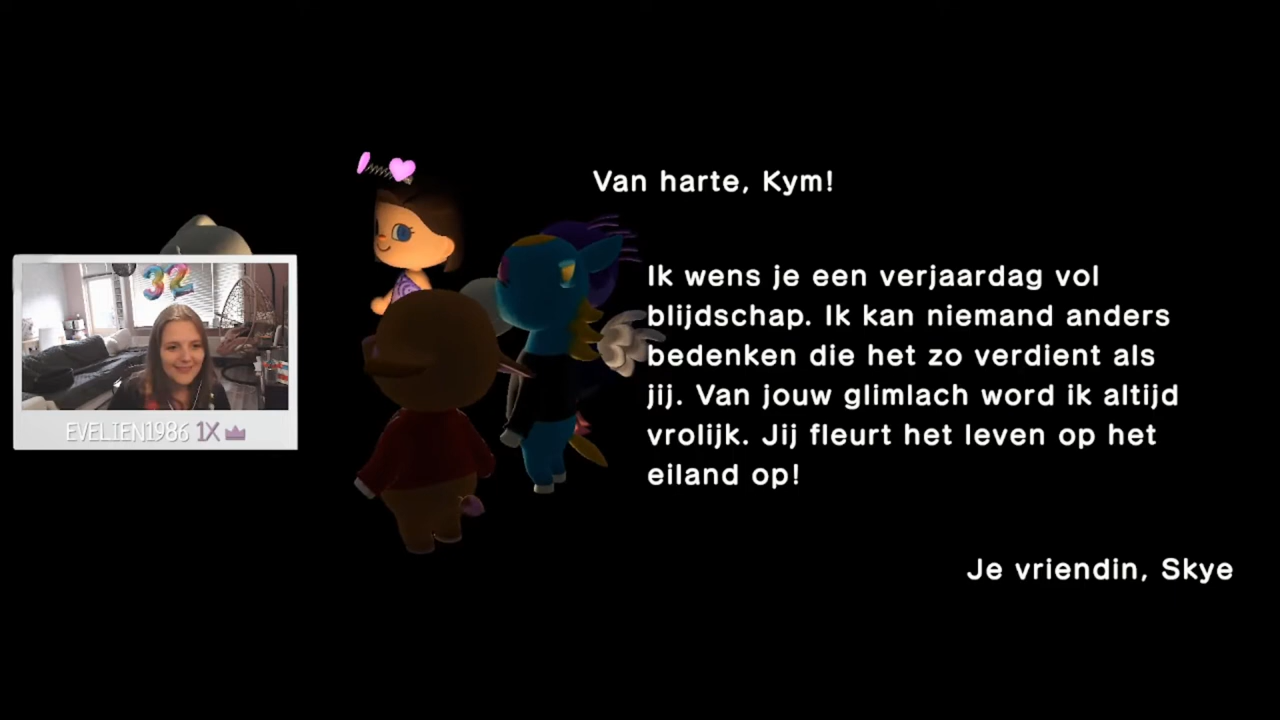 Van harte, Kym!
Ik wens je een verjaardag vol
blijdschap. Ik kan niemand anders
bedenken die het zo verdient als
jij. Van jouw glimlach word ik altijd
vrolijk. Jij fleurt het leven op het
eiland op!
Je vriendin, Skye
32
EVELIEN1986 1X